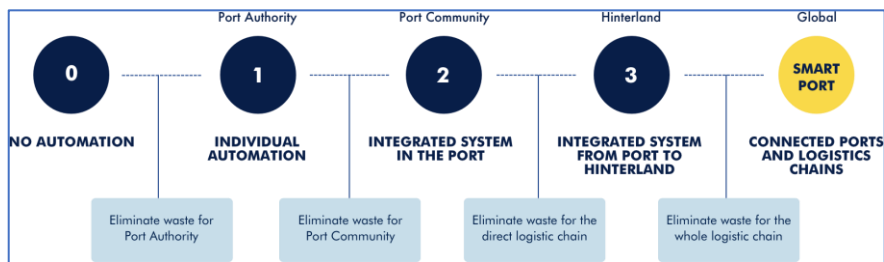 Port Authority
Port Community
Hinterland
Global
0
1
2
3
SMART
PORT
NO AUTOMATION
INDIVIDUAL
AUTOMATION
INTEGRATED SYSTEM
IN THE PORT
INTEGRATED SYSTEM
FROM PORT TO
HINTERLAND
CONNECTED PORTS
AND LOGISTICS
CHAINS
Eliminate waste for
Port Authority
Eliminate waste for
Port Community
Eliminate waste for the
direct logistic chain
Eliminate waste for the
whole logistic chain